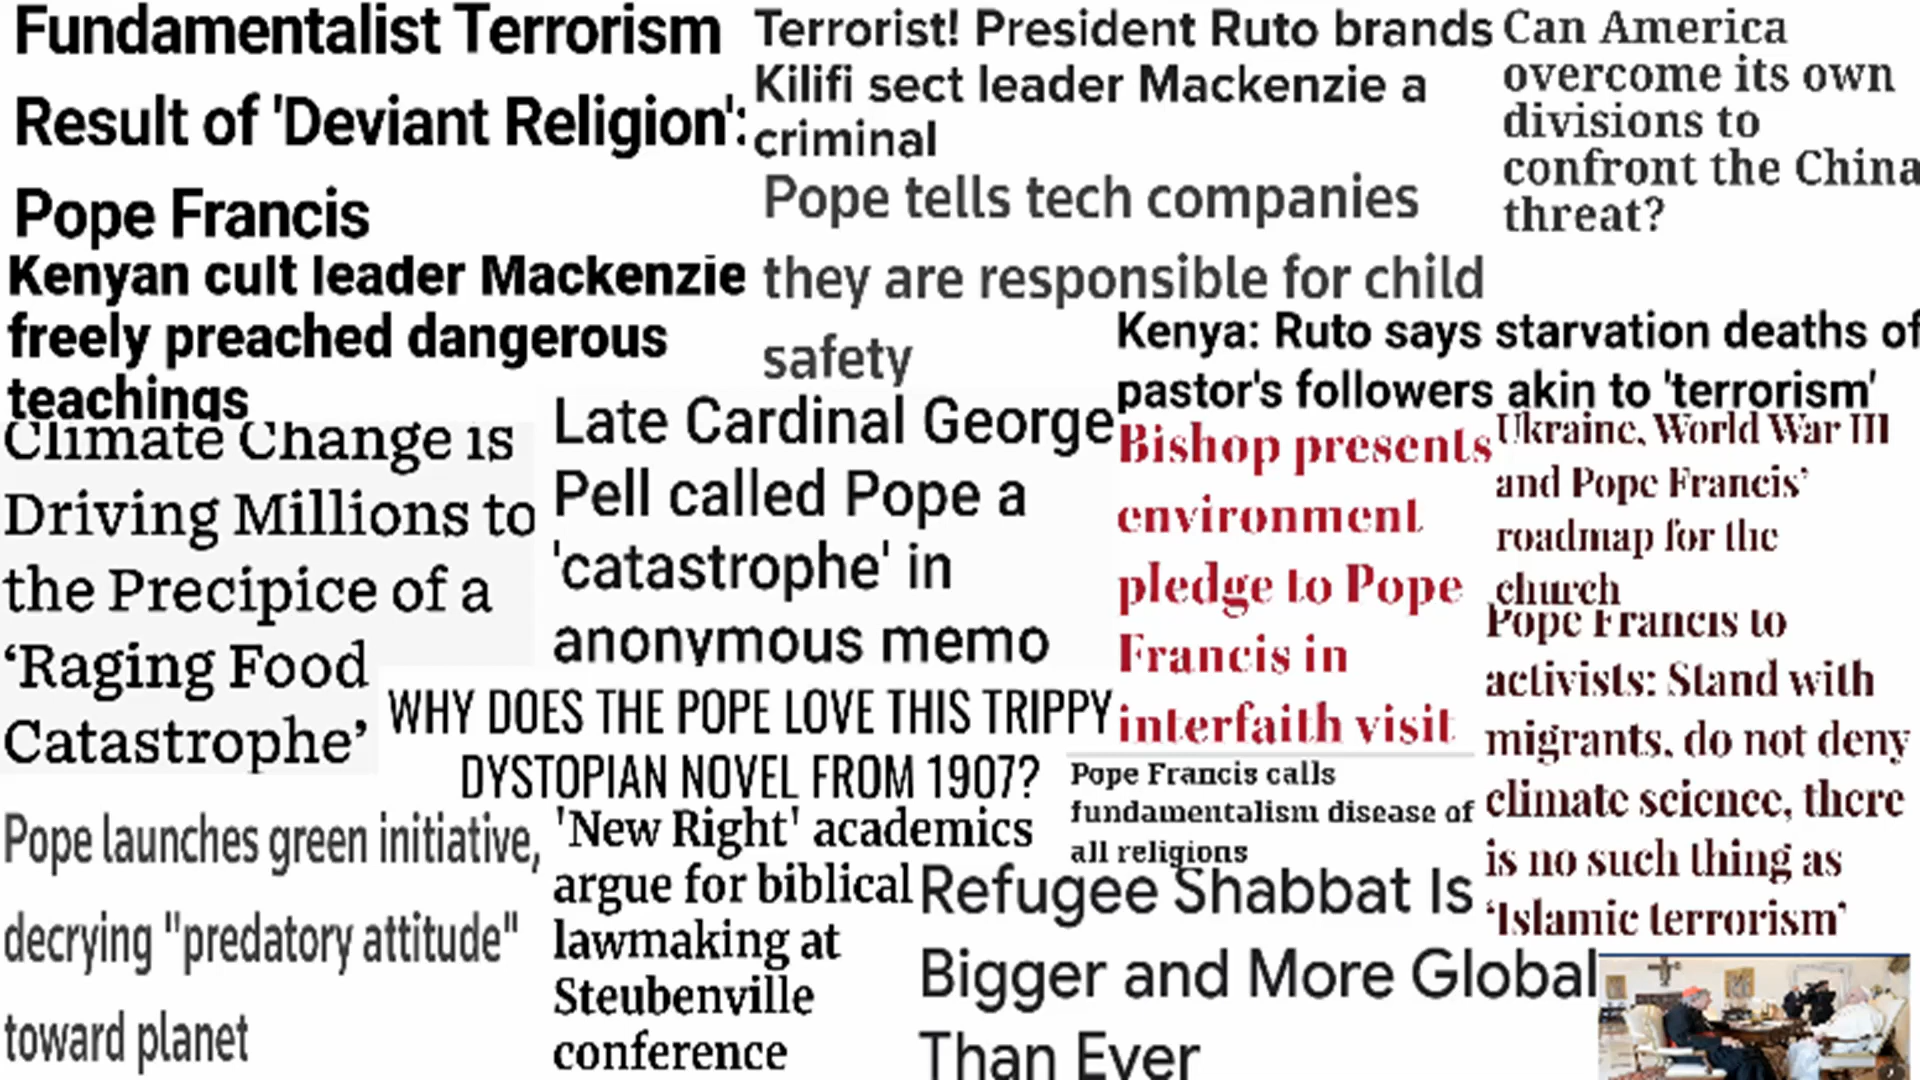 Fundamentalist Terrorism
Result of 'Deviant Religion':
Pope Francis
Terrorist! President Ruto brands
Kilifi sect leader Mackenzie a
criminal
Can America
overcome its own
divisions to
confront the China
threat?
Pope tells tech companies
they are responsible for child
safety
Kenyan cult leader Mackenzie
freely preached dangerous
teachings
Kenya: Ruto says starvation deaths of
pastor's followers akin to 'terrorism'
Climate Change is
Driving Millions to
the Precipice of a
‘Raging Food
Catastrophe’
Late Cardinal George
Pell called Pope a
'catastrophe' in
anonymous memo
Bishop presents
environment
pledge to Pope
Francis in
interfaith visit
Ukraine, World War III
and Pope Francis’
roadmap for the
church
Pope Francis to
activists: Stand with
migrants, do not deny
climate science, there
is no such thing as
‘Islamic terrorism’
WHY DOES THE POPE LOVE THIS TRIPPY
DYSTOPIAN NOVEL FROM 1907?
Pope Francis calls
fundamentalism disease of
all religions
Pope launches green initiative,
decrying "predatory attitude"
toward planet
'New Right' academics
argue for biblical
lawmaking at
Steubenville
conference
Refugee Shabbat Is
Bigger and More Global
Than Ever